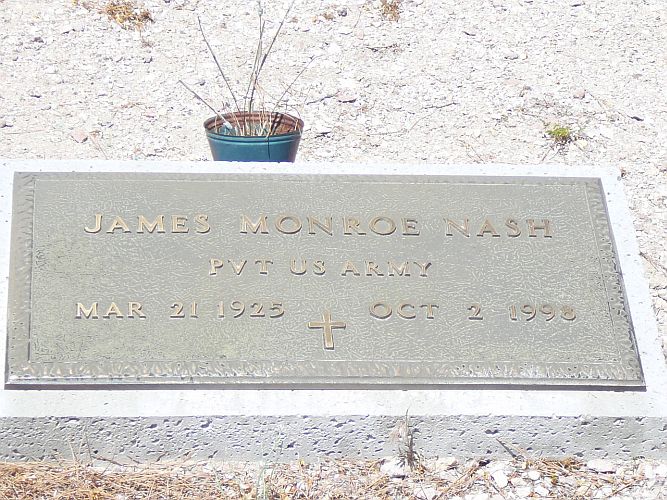 JAMES MONROE NASH
PVT US ARMY
MAR 21 1925 OCT 2 1998